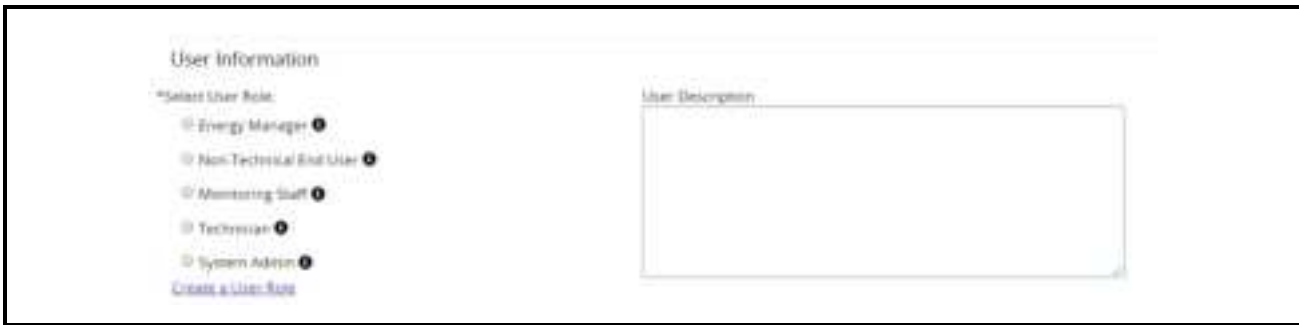 User Information
*Select User Role:
Energy Manager
Non-Technical End User
Monitoring Staff
Technician
System Admin
Create a User Role
User Description